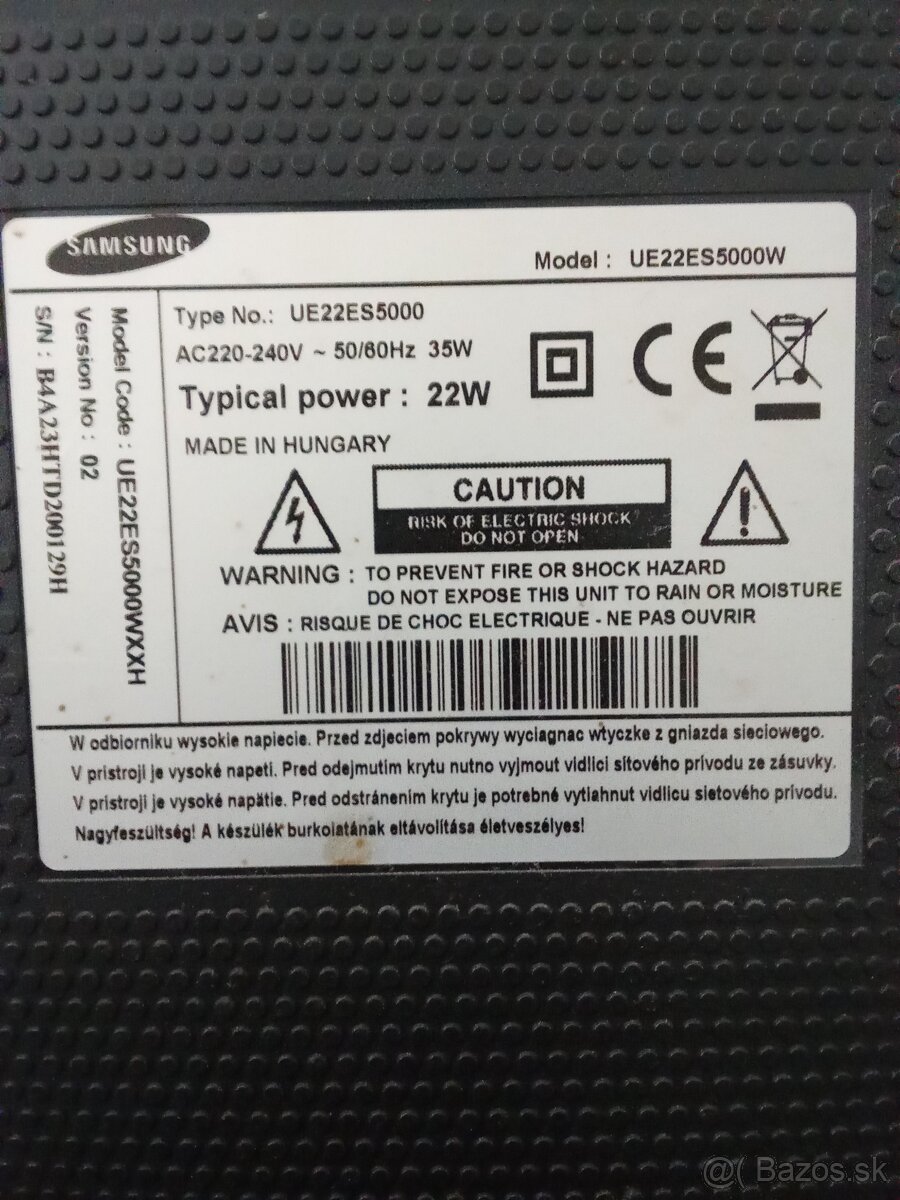 SAMSUNG
Model : UE22ES5000W
Model Code : UE22ES5000WXXH
Version No : 02
S/N : B4A23HTD200129H
Type No.: UE22ES5000
AC220-240V ~ 50/60Hz 35W
Typical power : 22W
MADE IN HUNGARY
CE
CAUTION
RISK OF ELECTRIC SHOCK
DO NOT OPEN
WARNING : TO PREVENT FIRE OR SHOCK HAZARD
DO NOT EXPOSE THIS UNIT TO RAIN OR MOISTURE
AVIS : RISQUE DE CHOC ELECTRIQUE - NE PAS OUVRIR
W odbiorniku wysokie napiecie. Przed zdjeciem pokrywy wyciagnac wtyczke z gniazda sieciowego.
V pristroji je vysoké napeti. Pred odejmutim krytu nutno vyjmout vidlici sitového privodu ze zásuvky.
V pristroji je vysoké napätie. Pred odstránením krytu je potrebné vytlahnut vidlicu sietového prívodu.
Nagyfeszültség! A készülék burkolatának eltávolítása életveszélyes!
@( Bazos.sk